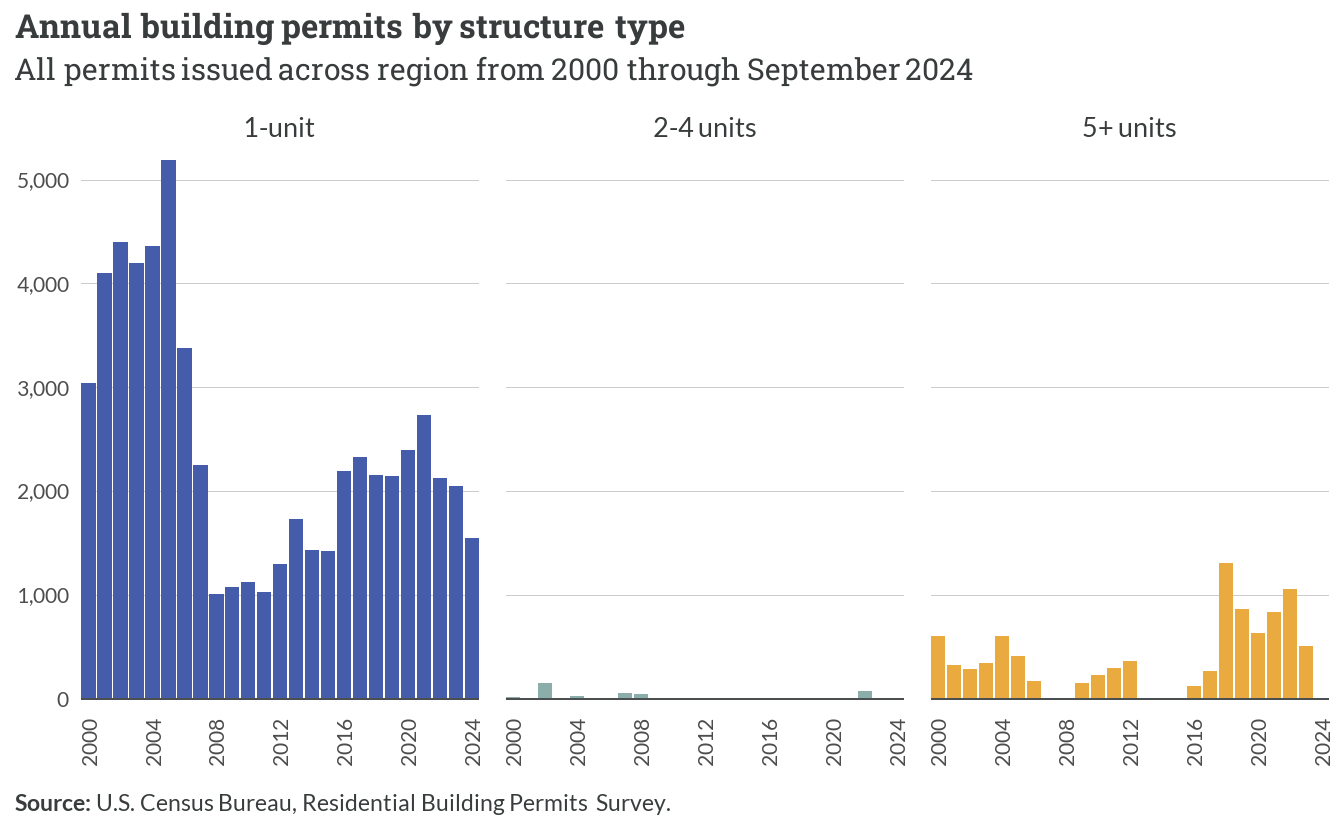 Annual building permits by structure type
All permits issued across region from 2000 through September 2024
1-unit 2-4 units 5+ units
5,000
4,000
3,000
2,000
1,000
0
2000 2004 2008 2012 2016 2020 2024 2000 2004 2008 2012 2016 2020 2024 2000 2004 2008 2012 2016 2020 2024
Source: U.S. Census Bureau, Residential Building Permits Survey.